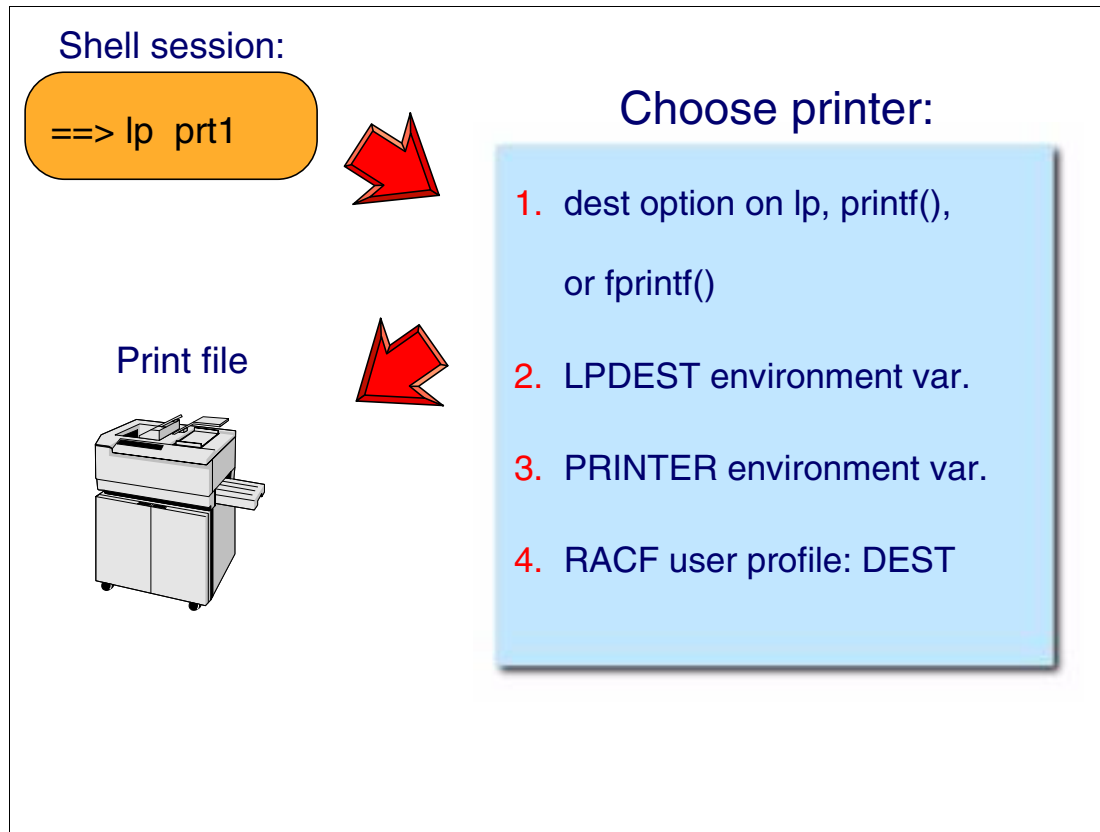 Shell session:
==> lp prt1
Choose printer:
1. dest option on lp, printf(),
or fprintf()
2. LPDEST environment var.
3. PRINTER environment var.
4. RACF user profile: DEST
Print file